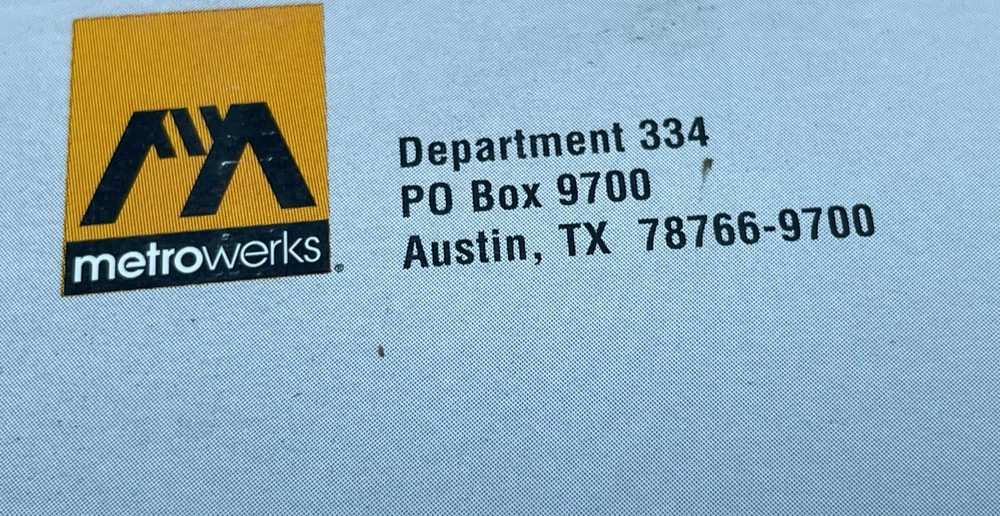 metrowerks®
Department 334
PO Box 9700
Austin, TX 78766-9700